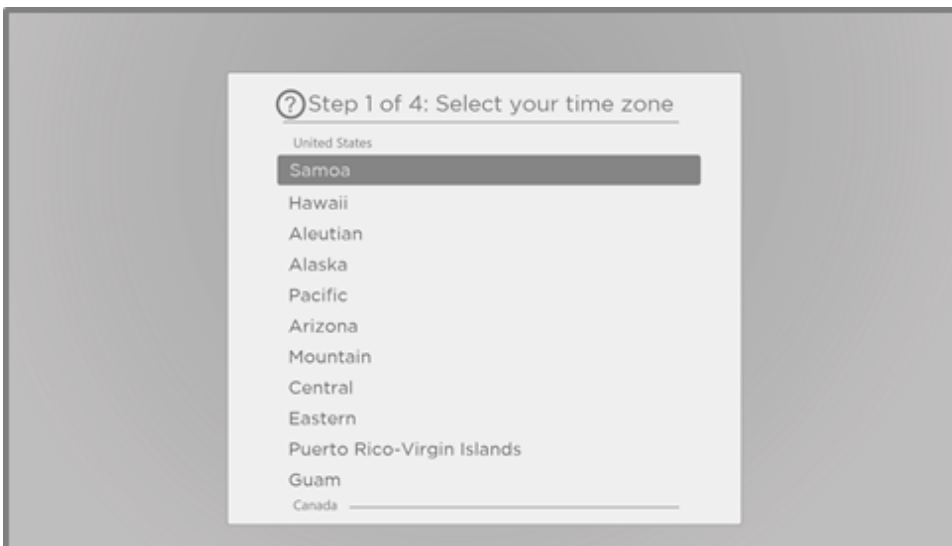 ? Step 1 of 4: Select your time zone
United States
Samoa
Hawaii
Aleutian
Alaska
Pacific
Arizona
Mountain
Central
Eastern
Puerto Rico-Virgin Islands
Guam
Canada